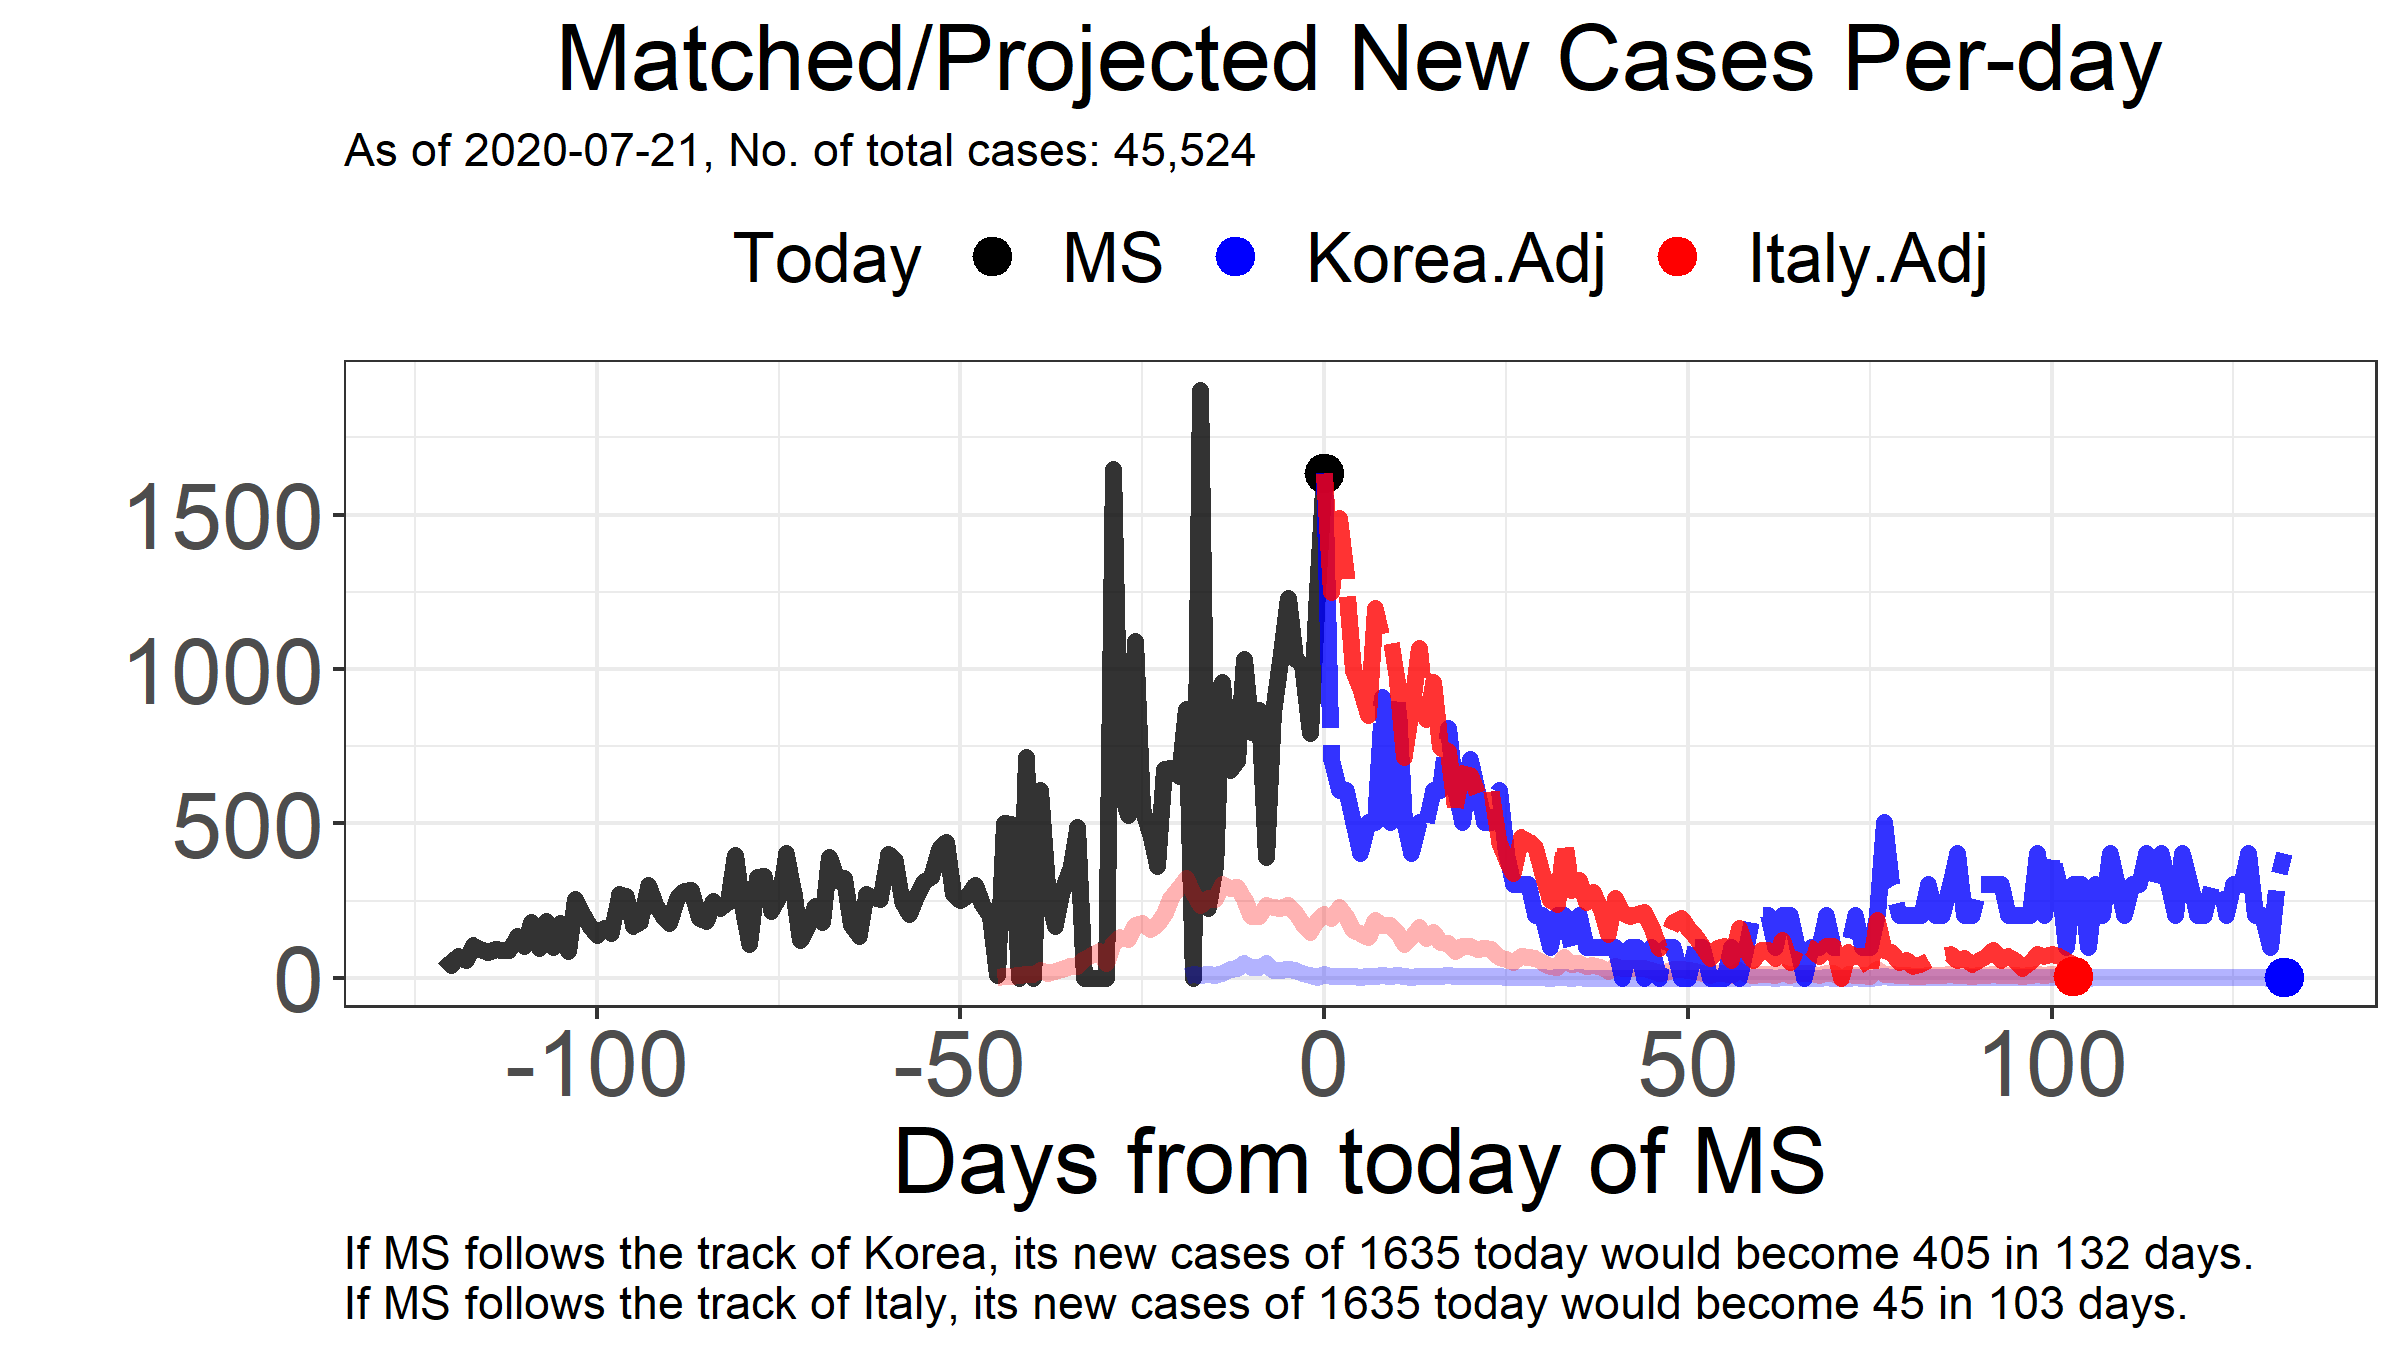 Matched/Projected New Cases Per-day
As of 2020-07-21, No. of total cases: 45,524
Today MS Korea.Adj Italy.Adj
1500
1000
500
0
-100 -50 0 50 100
Days from today of MS
If MS follows the track of Korea, its new cases of 1635 today would become 405 in 132 days.
If MS follows the track of Italy, its new cases of 1635 today would become 45 in 103 days.